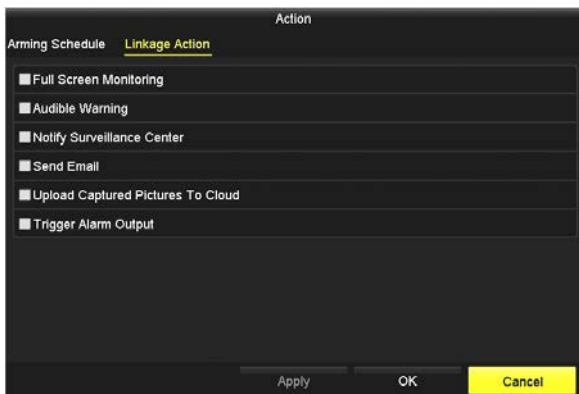 Action
Arming Schedule Linkage Action
Full Screen Monitoring
Audible Warning
Notify Surveillance Center
Send Email
Upload Captured Pictures To Cloud
Trigger Alarm Output
Apply OK Cancel